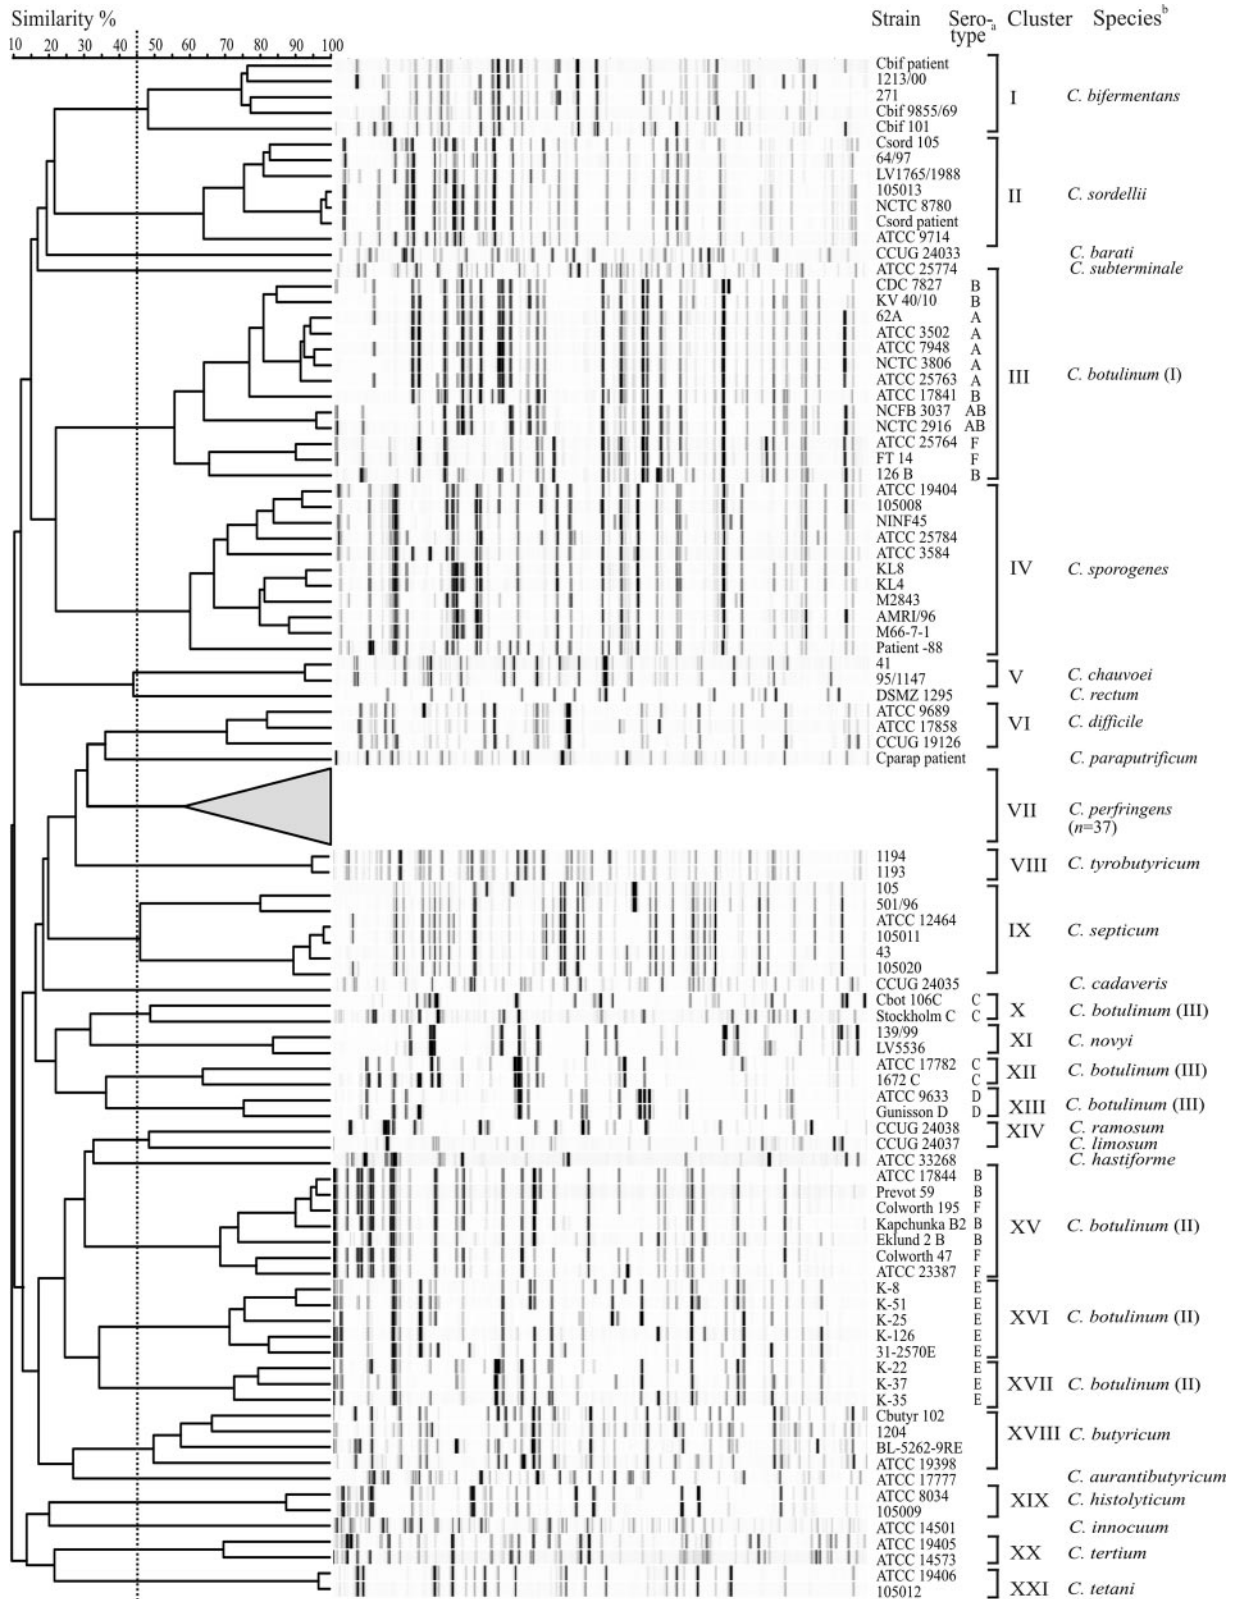 Similarity %
10 20 30 40 50 60 70 80 90 100
Strain Sero-typeᵃ Cluster Speciesᵇ
Cbif patient
1213/00
271 I C. bifermentans
Cbif 9855/69
Cbif 101
Csord 105
64/97
LV1765/1988
105013 II C. sordellii
NCTC 8780
Csord patient
ATCC 9714
CCUG 24033 C. barati
ATCC 25774 C. subterminale
CDC 7827 B
KV 40/10 B
62A A
ATCC 3502 A
ATCC 7948 A
NCTC 3806 A III C. botulinum (I)
ATCC 25763 A
ATCC 17841 B
NCFB 3037 AB
NCTC 2916 AB
ATCC 25764 F
FT 14 F
126 B B
ATCC 19404
105008
NINF45
ATCC 25784
ATCC 3584
KL8 IV C. sporogenes
KL4
M2843
AMRI/96
M66-7-1
Patient -88
41
95/1147 V C. chauvoei
DSMZ 1295 C. rectum
ATCC 9689
ATCC 17858 VI C. difficile
CCUG 19126
Cparap patient C. paraputrificum
VII C. perfringens
(n=37)
1194
1193 VIII C. tyrobutyricum
105
501/96
ATCC 12464
105011 IX C. septicum
43
105020
CCUG 24035 C. cadaveris
Cbot 106C C
Stockholm C C X C. botulinum (III)
139/99
LV5536 XI C. novyi
ATCC 17782 C
1672 C C XII C. botulinum (III)
ATCC 9633 D
Gunisson D D XIII C. botulinum (III)
CCUG 24038 XIV C. ramosum
CCUG 24037 C. limosum
ATCC 33268 C. hastiforme
ATCC 17844 B
Prevot 59 B
Colworth 195 F
Kapchunka B2 B XV C. botulinum (II)
Eklund 2 B B
Colworth 47 F
ATCC 23387 F
K-8 E
K-51 E
K-25 E XVI C. botulinum (II)
K-126 E
31-2570E E
K-22 E
K-37 E XVII C. botulinum (II)
K-35 E
Cbutyr 102
1204 XVIII C. butyricum
BL-5262-9RE
ATCC 19398
ATCC 17777 C. aurantibutyricum
ATCC 8034
105009 XIX C. histolyticum
ATCC 14501 C. innocuum
ATCC 19405
ATCC 14573 XX C. tertium
ATCC 19406
105012 XXI C. tetani